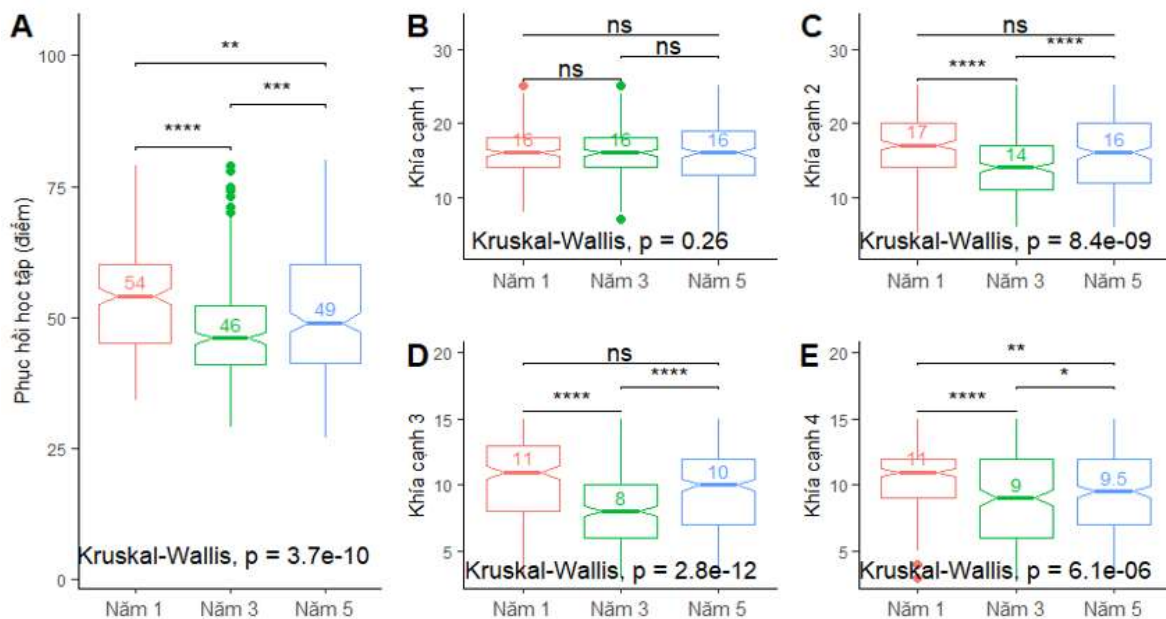 A
Phục hồi học tập (điểm)
100
75
50
25
0
**
***
****
54
46
49
Kruskal-Wallis, p = 3.7e-10
Năm 1 Năm 3 Năm 5
B
Khía cạnh 1
30
20
10
ns
ns
ns
16
16
16
Kruskal-Wallis, p = 0.26
Năm 1 Năm 3 Năm 5
C
Khía cạnh 2
30
20
10
ns
****
****
17
14
16
Kruskal-Wallis, p = 8.4e-09
Năm 1 Năm 3 Năm 5
D
Khía cạnh 3
20
15
10
5
ns
****
****
11
8
10
Kruskal-Wallis, p = 2.8e-12
Năm 1 Năm 3 Năm 5
E
Khía cạnh 4
20
15
10
5
**
*
****
11
9
9.5
Kruskal-Wallis, p = 6.1e-06
Năm 1 Năm 3 Năm 5